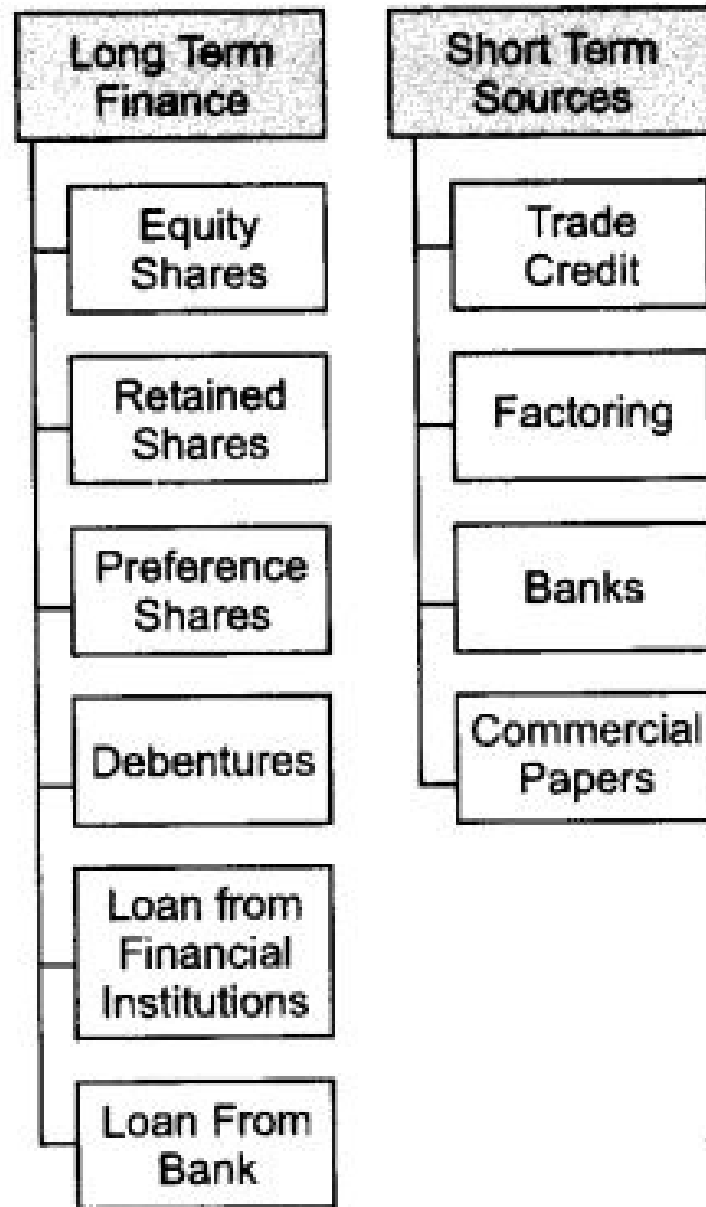 Long Term
Finance
Equity
Shares
Retained
Shares
Preference
Shares
Debentures
Loan from
Financial
Institutions
Loan From
Bank
Short Term
Sources
Trade
Credit
Factoring
Banks
Commercial
Papers